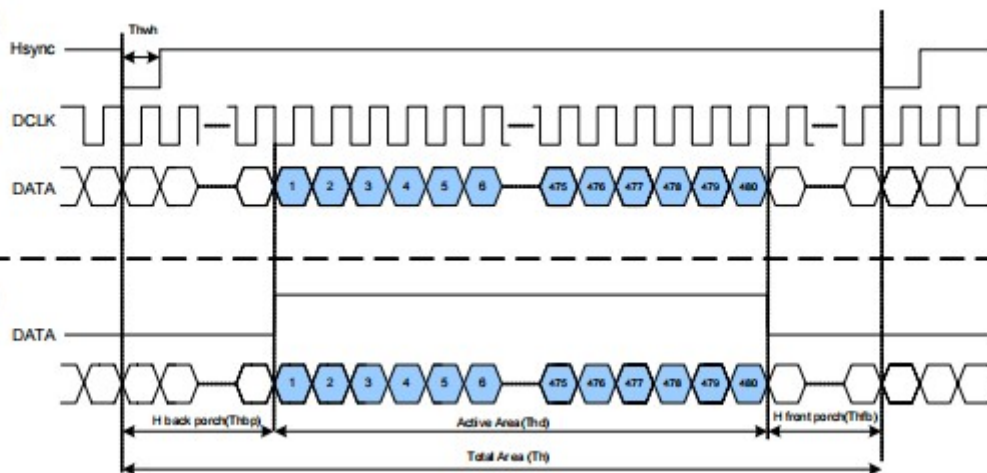 Thwh
Hsync
DCLK
DATA
1 2 3 4 5 6 475 476 477 478 479 480
DATA
1 2 3 4 5 6 475 476 477 478 479 480
H back porch(Thbp) Active Area(Thd) H front porch(Thfb)
Total Area (Th)